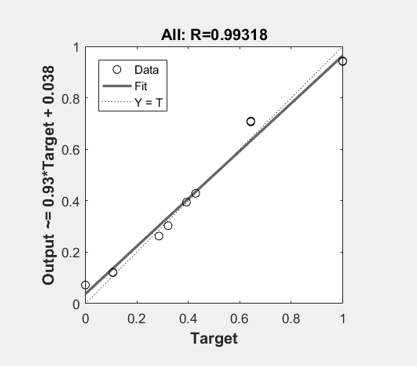 All: R=0.99318
Data
Fit
Y = T
Output ~= 0.93*Target + 0.038
1
0.8
0.6
0.4
0.2
0
0 0.2 0.4 0.6 0.8 1
Target